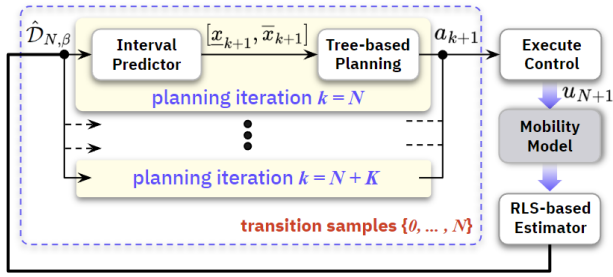 𝒟̂_{N,β}
Interval
Predictor
[x̲_{k+1}, x̅_{k+1}]
Tree-based
Planning
a_{k+1}
Execute
Control
planning iteration k = N
u_{N+1}
Mobility
Model
planning iteration k = N + K
transition samples {0, ... , N}
RLS-based
Estimator